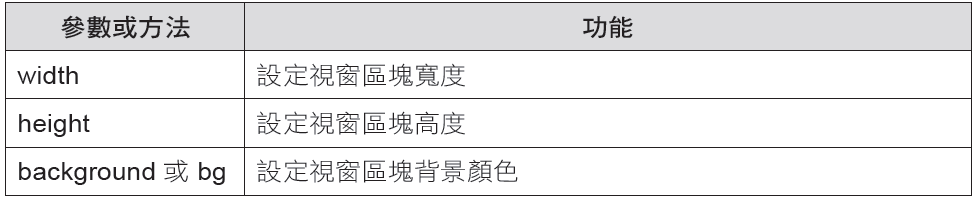 參數或方法 功能
width 設定視窗區塊寬度
height 設定視窗區塊高度
background 或 bg 設定視窗區塊背景顏色